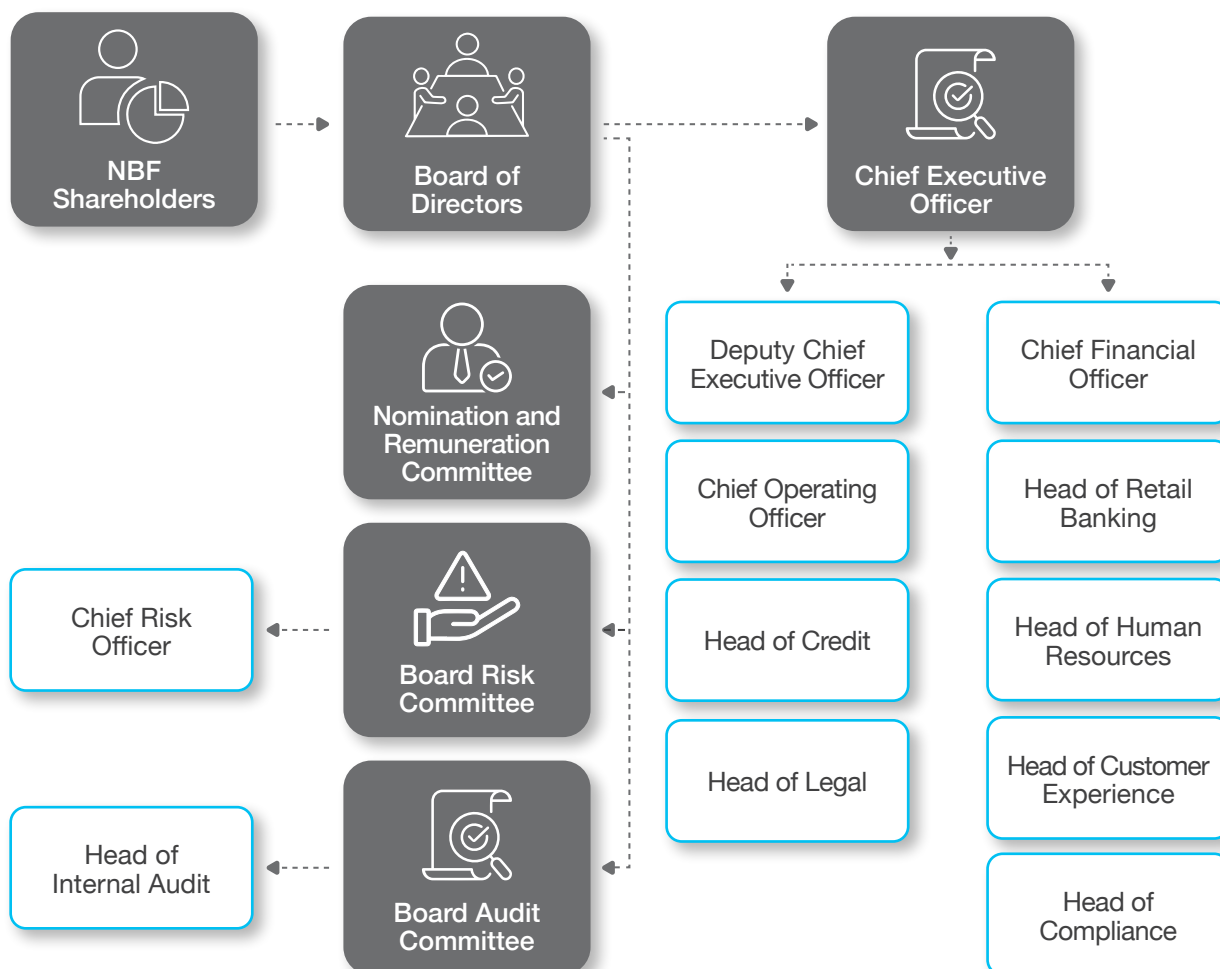 NBF
Shareholders
Board of
Directors
Chief Executive
Officer
Nomination and
Remuneration
Committee
Board Risk
Committee
Board Audit
Committee
Chief Risk
Officer
Head of
Internal Audit
Deputy Chief
Executive Officer
Chief Operating
Officer
Head of Credit
Head of Legal
Chief Financial
Officer
Head of Retail
Banking
Head of Human
Resources
Head of Customer
Experience
Head of
Compliance